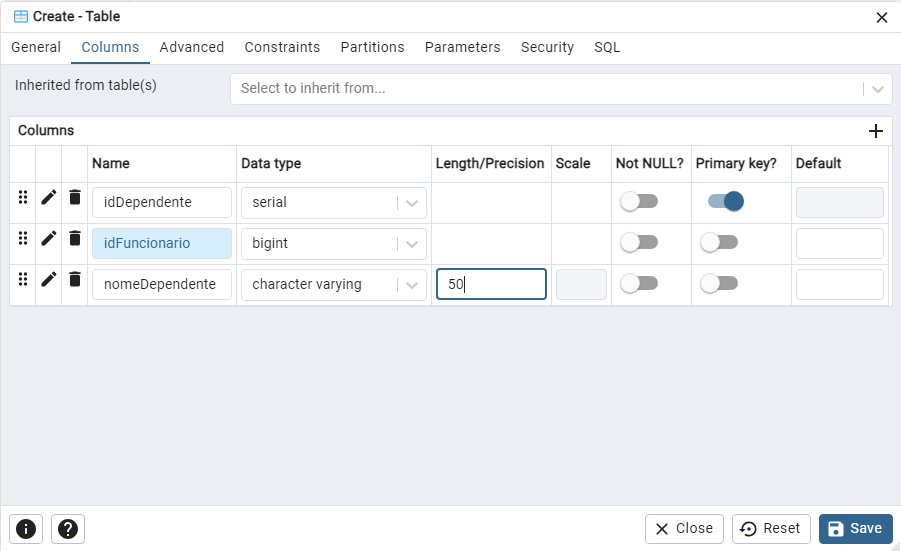 Create - Table
General Columns Advanced Constraints Partitions Parameters Security SQL
Inherited from table(s) Select to inherit from...
Columns
Name Data type Length/Precision Scale Not NULL? Primary key? Default
idDependente serial
idFuncionario bigint
nomeDependente character varying 50
Close Reset Save